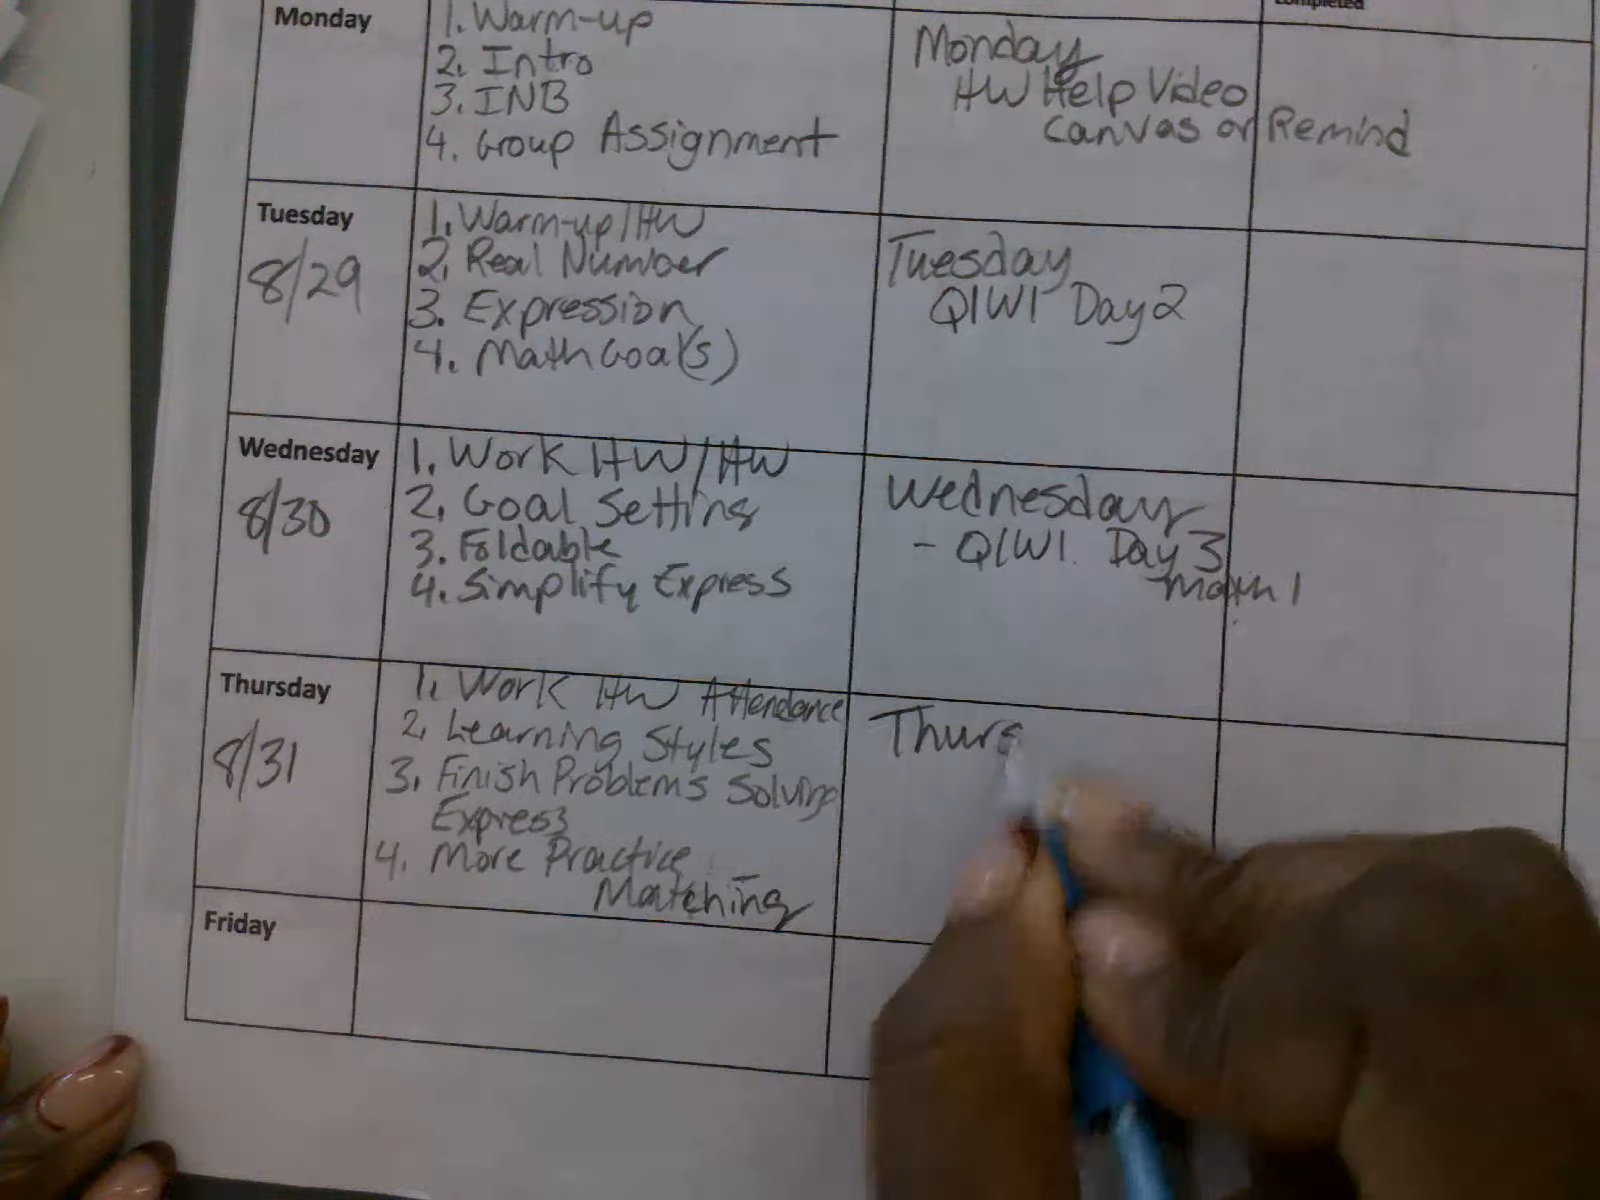 completed
Monday
1. Warm-up
2. Intro
3. INB
4. Group Assignment
Monday
HW Help Video
Canvas or Remind
Tuesday
8/29
1. Warm-up/HW
2. Real Number
3. Expression
4. Math Goal(s)
Tuesday
Q1W1 Day 2
Wednesday
8/30
1. Work HW/HW
2. Goal Setting
3. Foldable
4. Simplify Express
Wednesday
- Q1W1. Day 3
Math 1
Thursday
8/31
1. Work HW Attendance
2. Learning Styles
3. Finish Problems Solving
Express
4. More Practice
Matching
Thurs
Friday